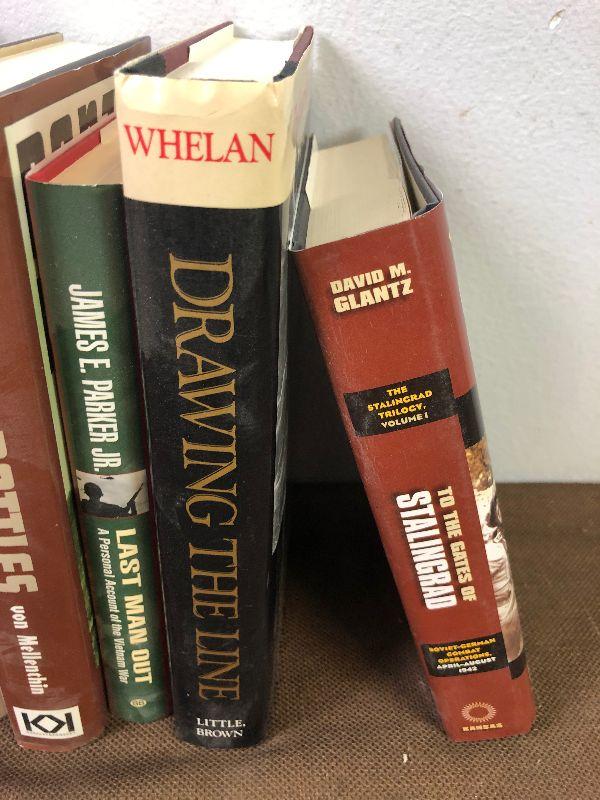 TTLES
von Mellenthin
JAMES E. PARKER JR.
LAST MAN OUT
A Personal Account of the Vietnam War
WHELAN
DRAWING THE LINE
LITTLE,
BROWN
DAVID M.
GLANTZ
THE
STALINGRAD
TRILOGY,
VOLUME I
TO THE GATES OF
STALINGRAD
SOVIET-GERMAN
COMBAT
OPERATIONS,
APRIL-AUGUST
1942
KANSAS